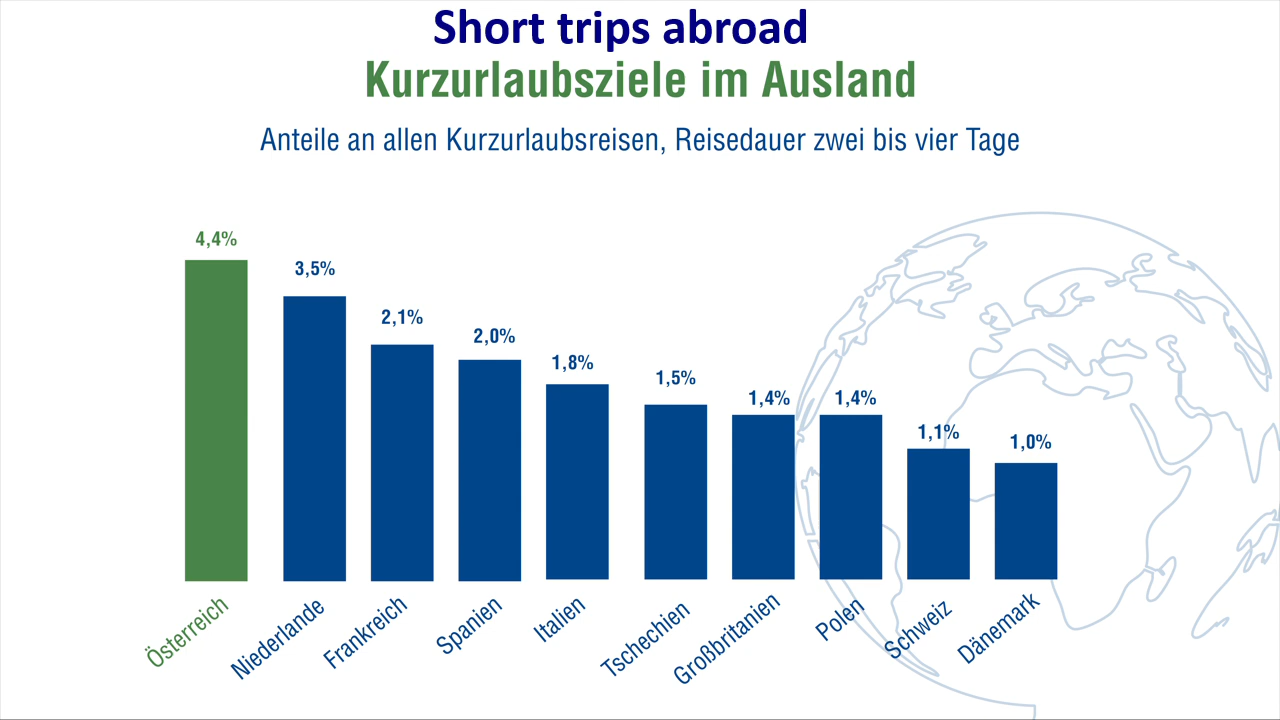 Short trips abroad
Kurzurlaubsziele im Ausland
Anteile an allen Kurzurlaubsreisen, Reisedauer zwei bis vier Tage
4,4%
3,5%
2,1%
2,0%
1,8%
1,5%
1,4%
1,4%
1,1%
1,0%
Österreich
Niederlande
Frankreich
Spanien
Italien
Tschechien
Großbritanien
Polen
Schweiz
Dänemark